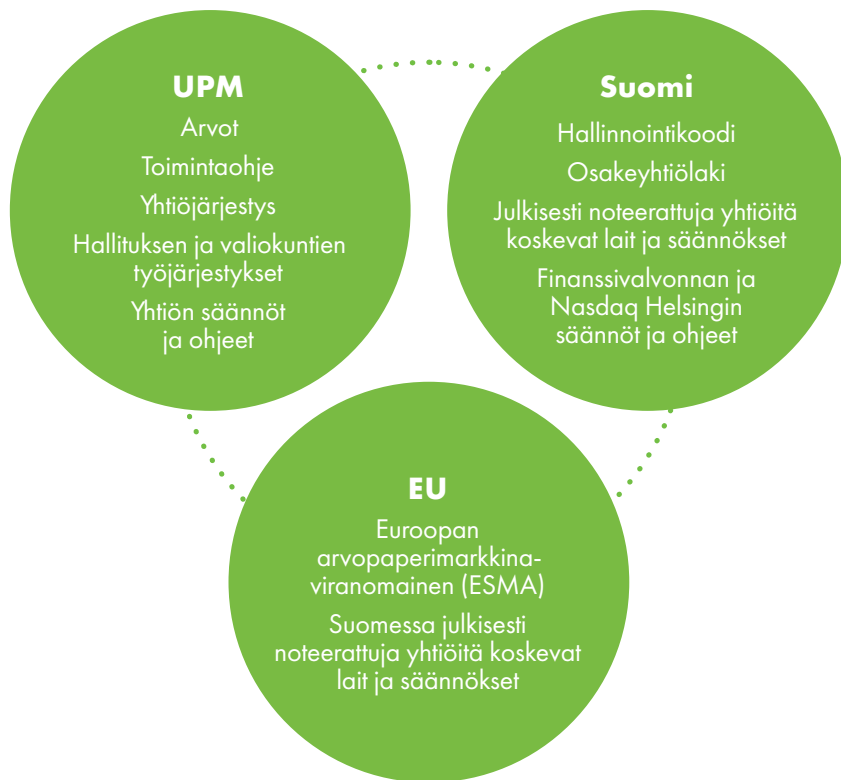 UPM
Arvot
Toimintaohje
Yhtiöjärjestys
Hallituksen ja valiokuntien
työjärjestykset
Yhtiön säännöt
ja ohjeet
Suomi
Hallinnointikoodi
Osakeyhtiölaki
Julkisesti noteerattuja yhtiöitä
koskevat lait ja säännökset
Finanssivalvonnan ja
Nasdaq Helsingin
säännöt ja ohjeet
EU
Euroopan
arvopaperimarkkina-
viranomainen (ESMA)
Suomessa julkisesti
noteerattuja yhtiöitä koskevat
lait ja säännökset